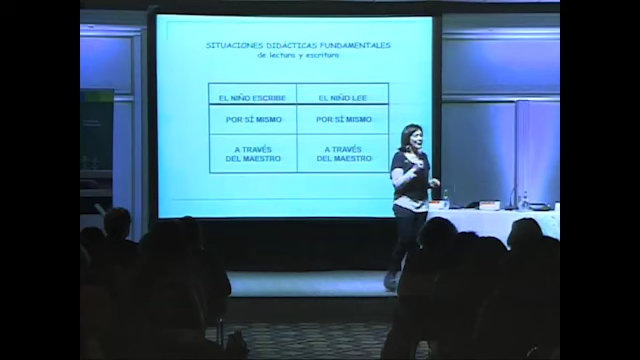 SITUACIONES DIDÁCTICAS FUNDAMENTALES
de lectura y escritura
EL NIÑO ESCRIBE EL NIÑO LEE
POR SÍ MISMO POR SÍ MISMO
A TRAVÉS A TRAVÉS
DEL MAESTRO DEL MAESTRO